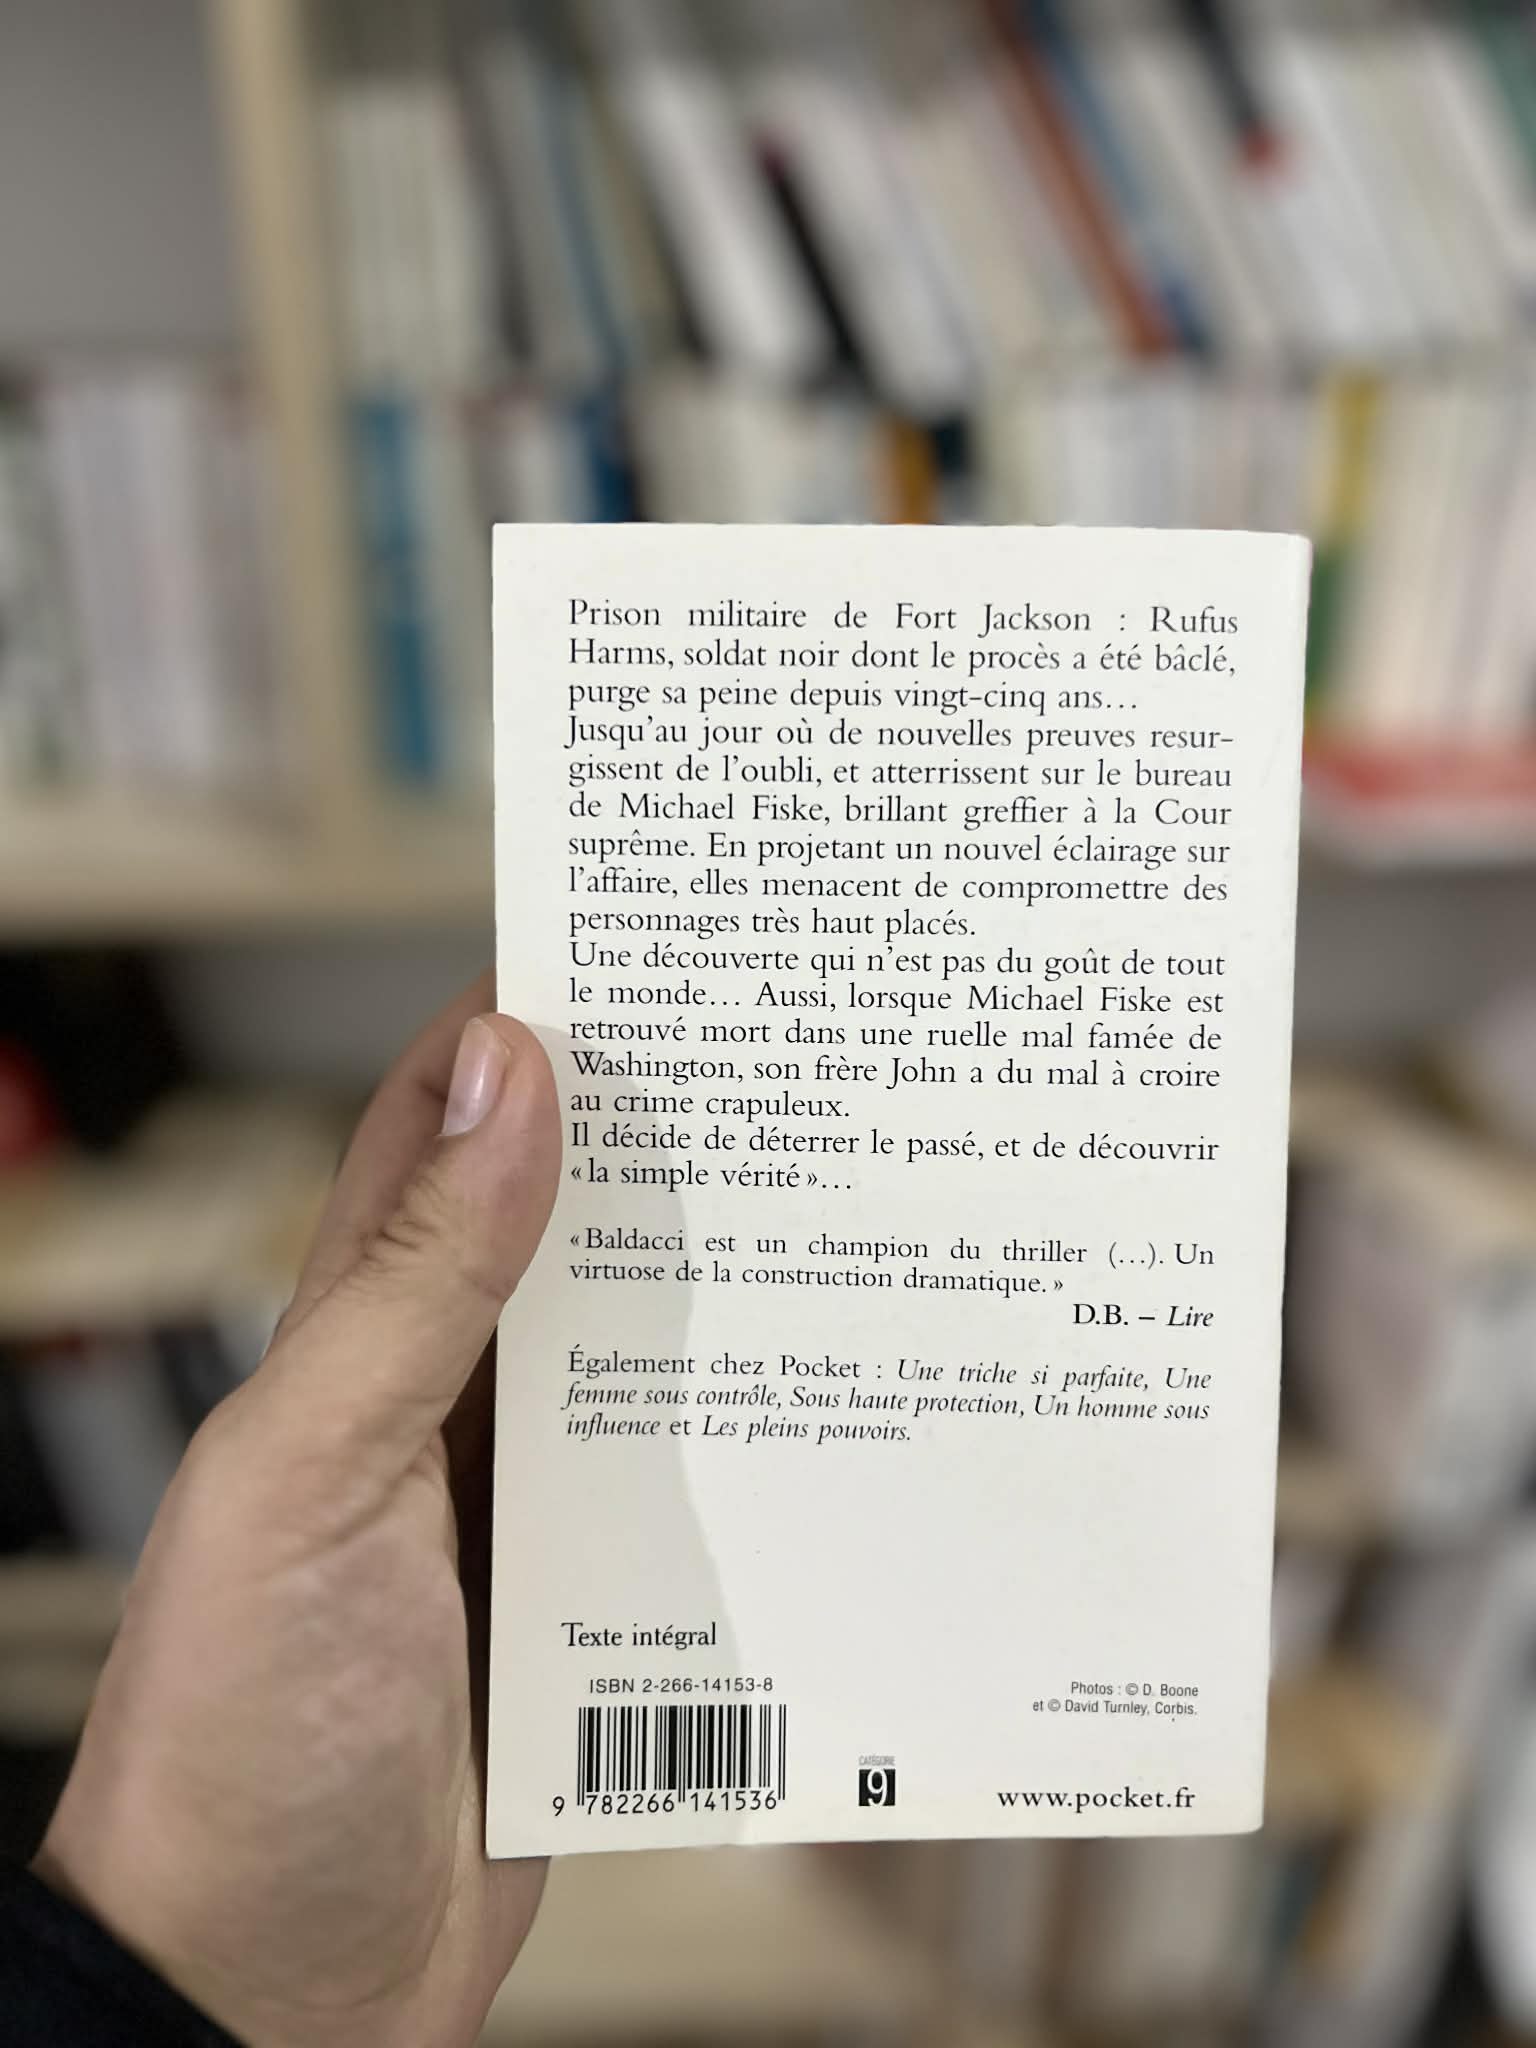 Prison militaire de Fort Jackson : Rufus
Harms, soldat noir dont le procès a été bâclé,
purge sa peine depuis vingt-cinq ans…
Jusqu'au jour où de nouvelles preuves resur-
gissent de l'oubli, et atterrissent sur le bureau
de Michael Fiske, brillant greffier à la Cour
suprême. En projetant un nouvel éclairage sur
l'affaire, elles menacent de compromettre des
personnages très haut placés.
Une découverte qui n'est pas du goût de tout
le monde… Aussi, lorsque Michael Fiske est
retrouvé mort dans une ruelle mal famée de
Washington, son frère John a du mal à croire
au crime crapuleux.
Il décide de déterrer le passé, et de découvrir
« la simple vérité »…
« Baldacci est un champion du thriller (…). Un
virtuose de la construction dramatique. »
D.B. – Lire
Également chez Pocket : Une triche si parfaite, Une
femme sous contrôle, Sous haute protection, Un homme sous
influence et Les pleins pouvoirs.
Texte intégral
ISBN 2-266-14153-8
9 782266 141536
Photos : © D. Boone
et © David Turnley, Corbis.
CATÉGORIE
9
www.pocket.fr